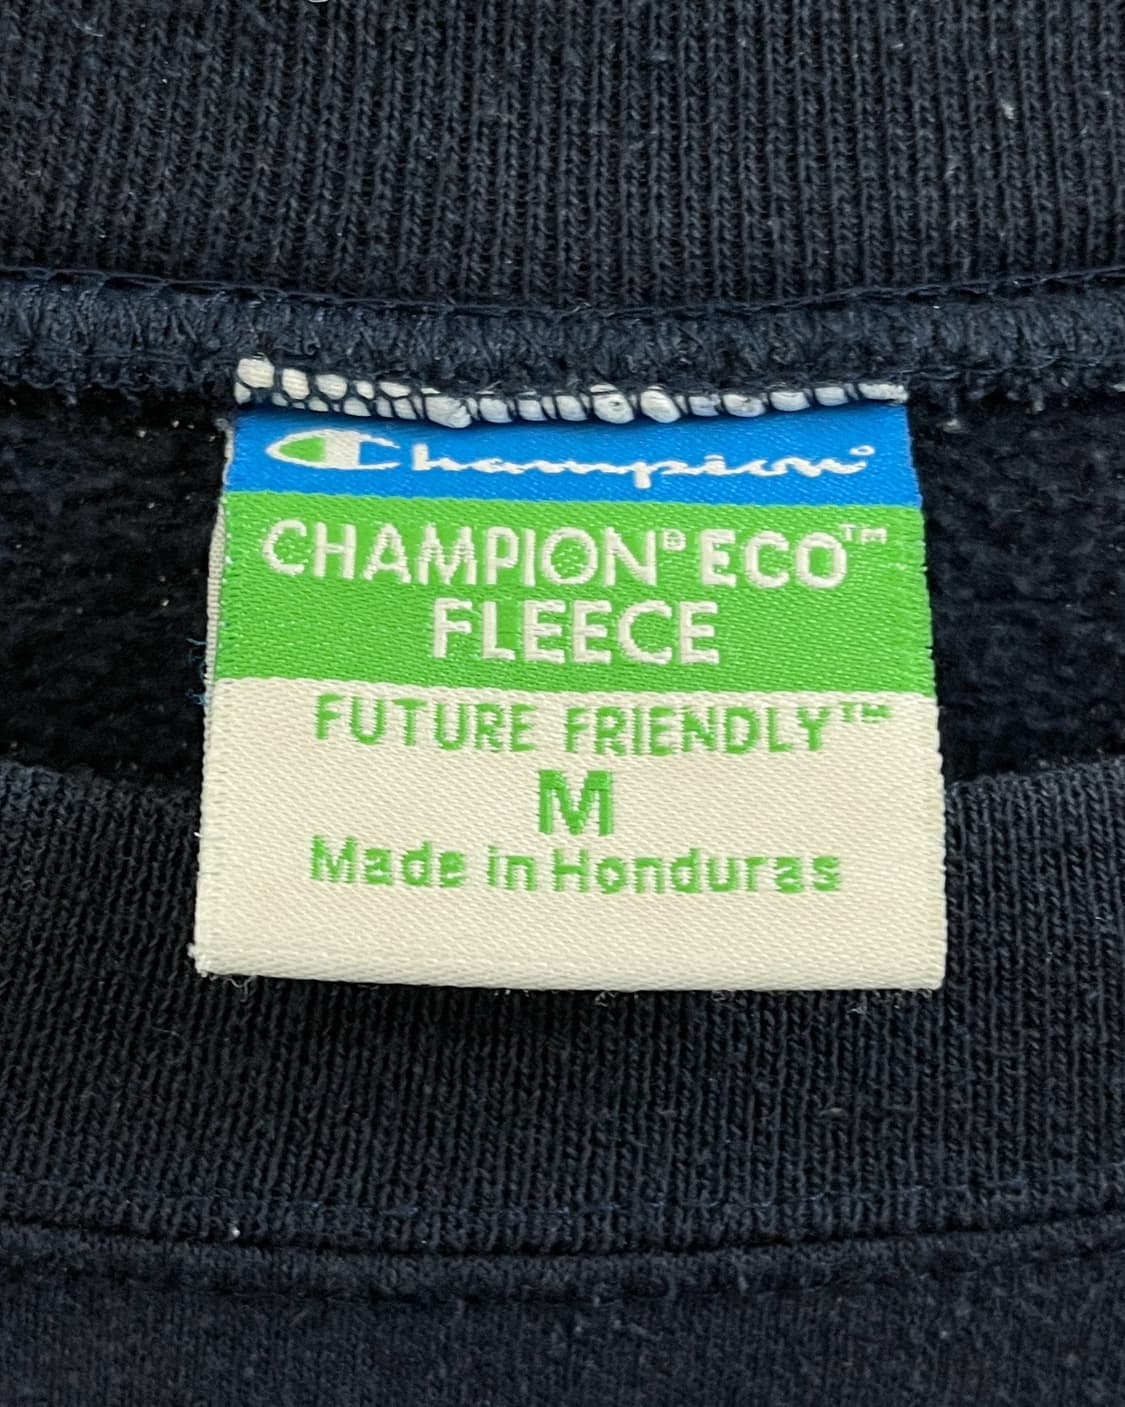 Champion®
CHAMPION® ECO™
FLEECE
FUTURE FRIENDLY™
M
Made in Honduras